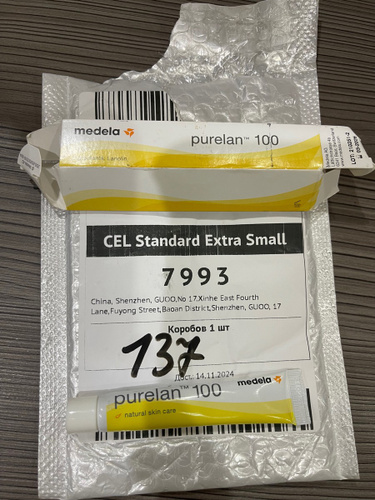 medela
purelan™ 100
CEL Standard Extra Small
7993
China, Shenzhen, GUOO,No 17,Xinhe East Fourth
Lane,Fuyong Street,Baoan District,Shenzhen, GUOO, 17
Коробов 1 шт
137
Дост. 14.11.2024
purelan™ 100
medela
natural skin care